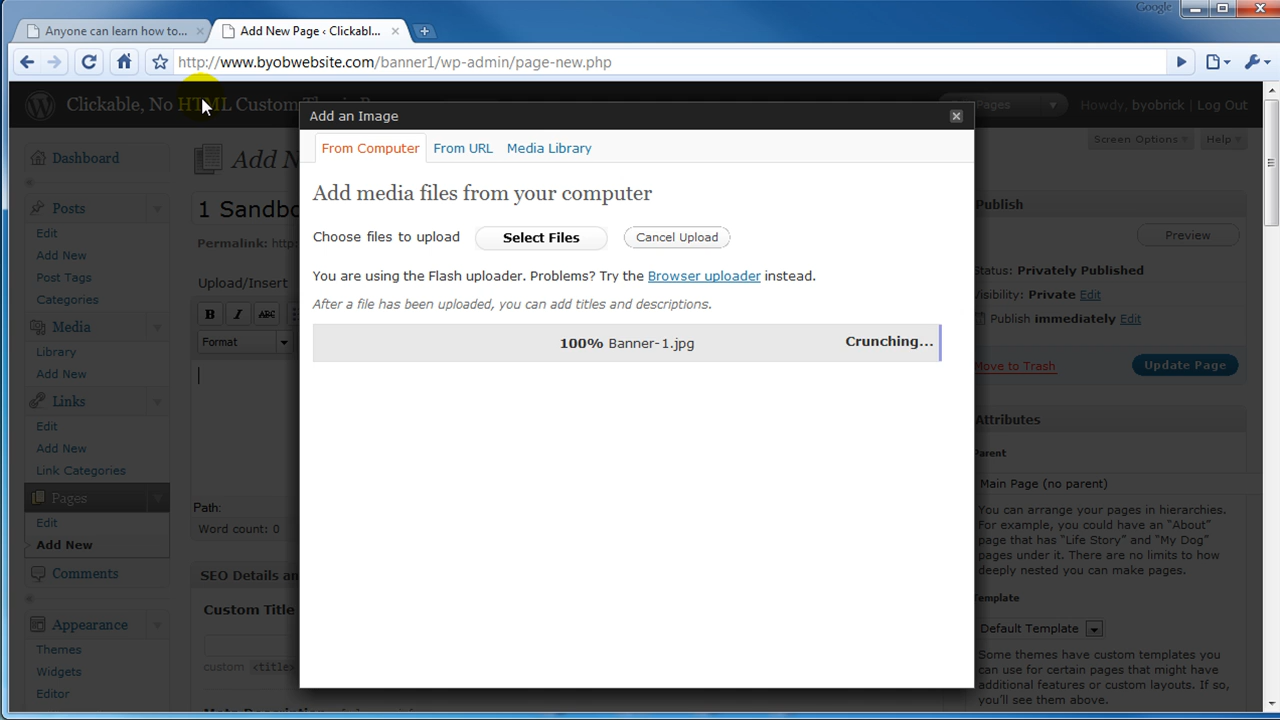 Google
Anyone can learn how to...
Add New Page ‹ Clickabl...
http://www.byobwebsite.com/banner1/wp-admin/page-new.php
Clickable, No HTML Custom
Pages
Howdy, byobrick | Log Out
Add an Image
From Computer
From URL
Media Library
Screen Options
Help
Add media files from your computer
Choose files to upload
Select Files
Cancel Upload
You are using the Flash uploader. Problems? Try the Browser uploader instead.
After a file has been uploaded, you can add titles and descriptions.
100% Banner-1.jpg
Crunching...
Dashboard
Posts
Edit
Add New
Post Tags
Categories
Media
Library
Add New
Links
Edit
Add New
Link Categories
Pages
Edit
Add New
Comments
Appearance
Themes
Widgets
Editor
Add N
1 Sandbo
Permalink: http:
Upload/Insert
B I ABC
Format
Path:
Word count: 0
SEO Details an
Custom Title
custom <title>
Publish
Preview
Status: Privately Published
Visibility: Private Edit
Publish immediately Edit
Move to Trash
Update Page
Attributes
Parent
Main Page (no parent)
You can arrange your pages in hierarchies.
For example, you could have an “About”
page that has “Life Story” and “My Dog”
pages under it. There are no limits to how
deeply nested you can make pages.
Template
Default Template
Some themes have custom templates you
can use for certain pages that might have
additional features or custom layouts. If so,
you’ll see them above.